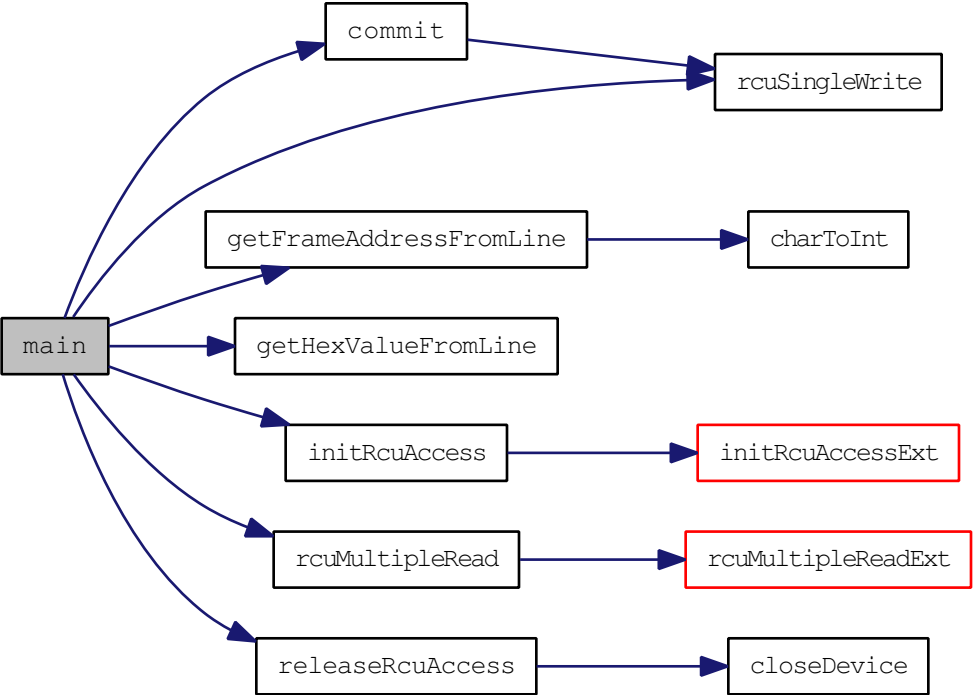 commit
rcuSingleWrite
getFrameAddressFromLine
charToInt
main
getHexValueFromLine
initRcuAccess
initRcuAccessExt
rcuMultipleRead
rcuMultipleReadExt
releaseRcuAccess
closeDevice